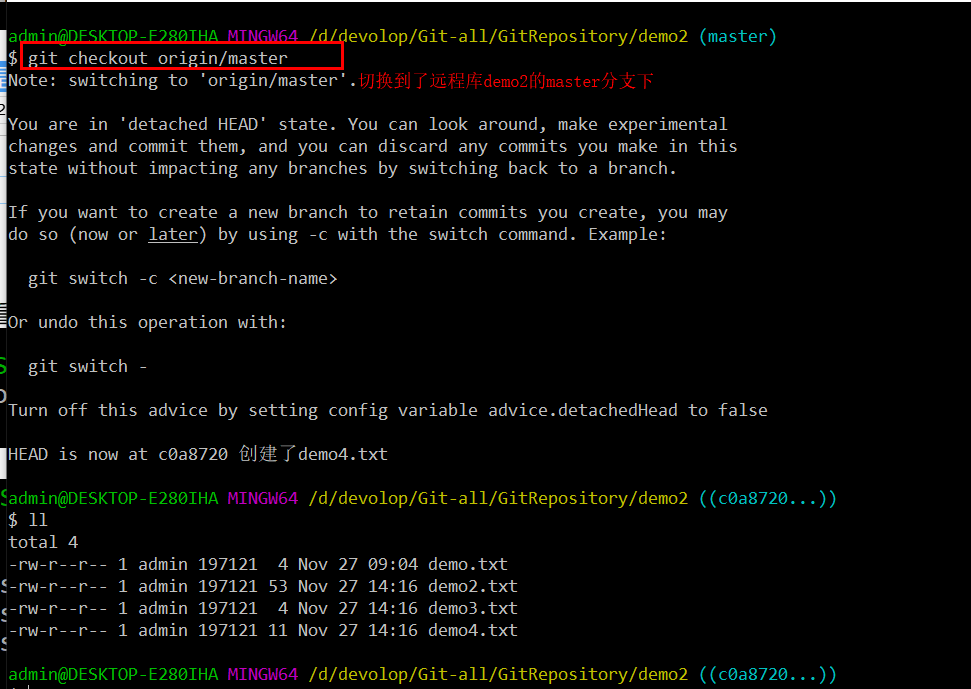 admin@DESKTOP-E280IHA MINGW64 /d/devolop/Git-all/GitRepository/demo2 (master)
$ git checkout origin/master
Note: switching to 'origin/master'.切换到了远程库demo2的master分支下
You are in 'detached HEAD' state. You can look around, make experimental
changes and commit them, and you can discard any commits you make in this
state without impacting any branches by switching back to a branch.
If you want to create a new branch to retain commits you create, you may
do so (now or later) by using -c with the switch command. Example:
git switch -c <new-branch-name>
Or undo this operation with:
git switch -
Turn off this advice by setting config variable advice.detachedHead to false
HEAD is now at c0a8720 创建了demo4.txt
admin@DESKTOP-E280IHA MINGW64 /d/devolop/Git-all/GitRepository/demo2 ((c0a8720...))
$ ll
total 4
-rw-r--r-- 1 admin 197121  4 Nov 27 09:04 demo.txt
-rw-r--r-- 1 admin 197121 53 Nov 27 14:16 demo2.txt
-rw-r--r-- 1 admin 197121  4 Nov 27 14:16 demo3.txt
-rw-r--r-- 1 admin 197121 11 Nov 27 14:16 demo4.txt
admin@DESKTOP-E280IHA MINGW64 /d/devolop/Git-all/GitRepository/demo2 ((c0a8720...))